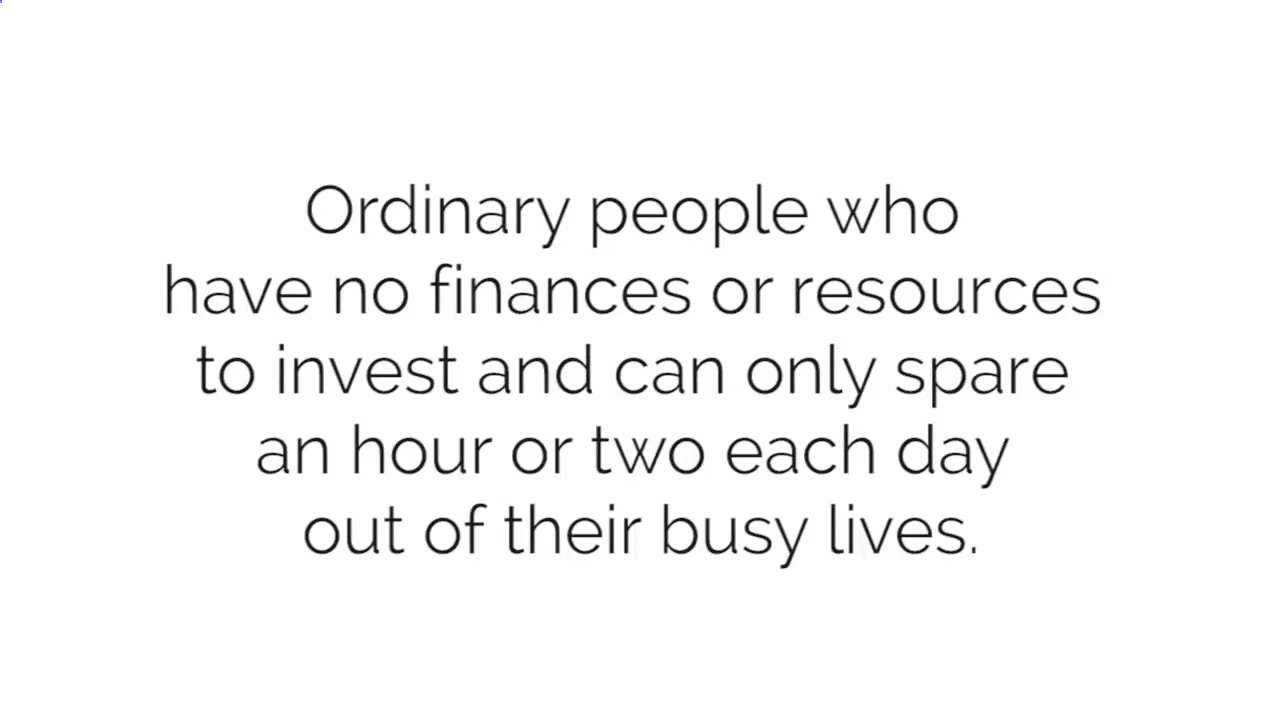 Ordinary people who
have no finances or resources
to invest and can only spare
an hour or two each day
out of their busy lives.